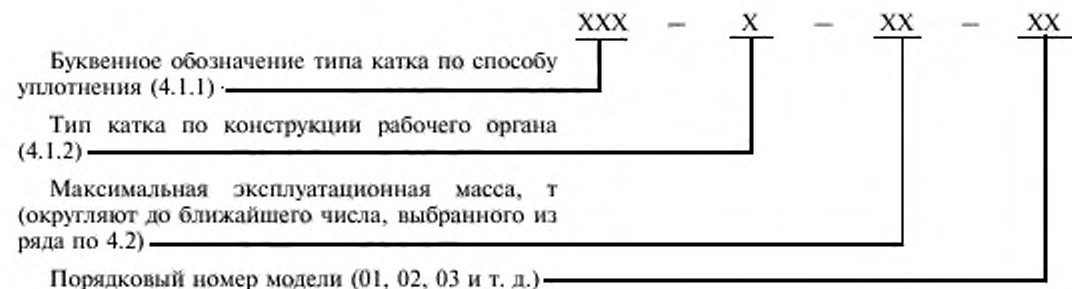 XXX – X – XX – XX
Буквенное обозначение типа катка по способу
уплотнения (4.1.1)
Тип катка по конструкции рабочего органа
(4.1.2)
Максимальная эксплуатационная масса, т
(округляют до ближайшего числа, выбранного из
ряда по 4.2)
Порядковый номер модели (01, 02, 03 и т. д.)